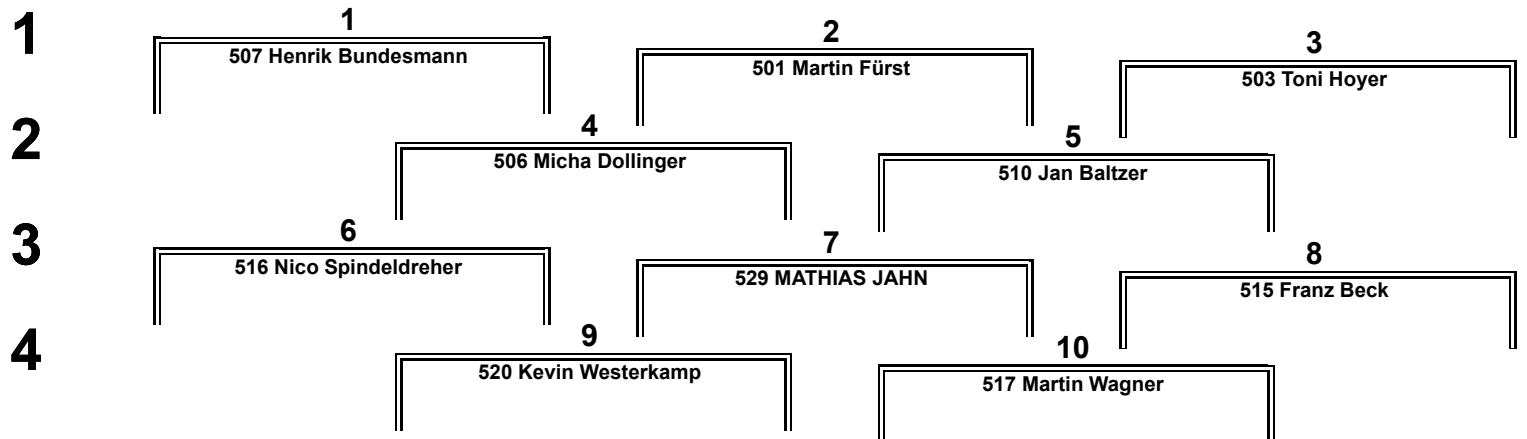 1
1
507 Henrik Bundesmann
2
501 Martin Fürst
3
503 Toni Hoyer
2
4
506 Micha Dollinger
5
510 Jan Baltzer
3
6
516 Nico Spindeldreher
7
529 MATHIAS JAHN
8
515 Franz Beck
4
9
520 Kevin Westerkamp
10
517 Martin Wagner